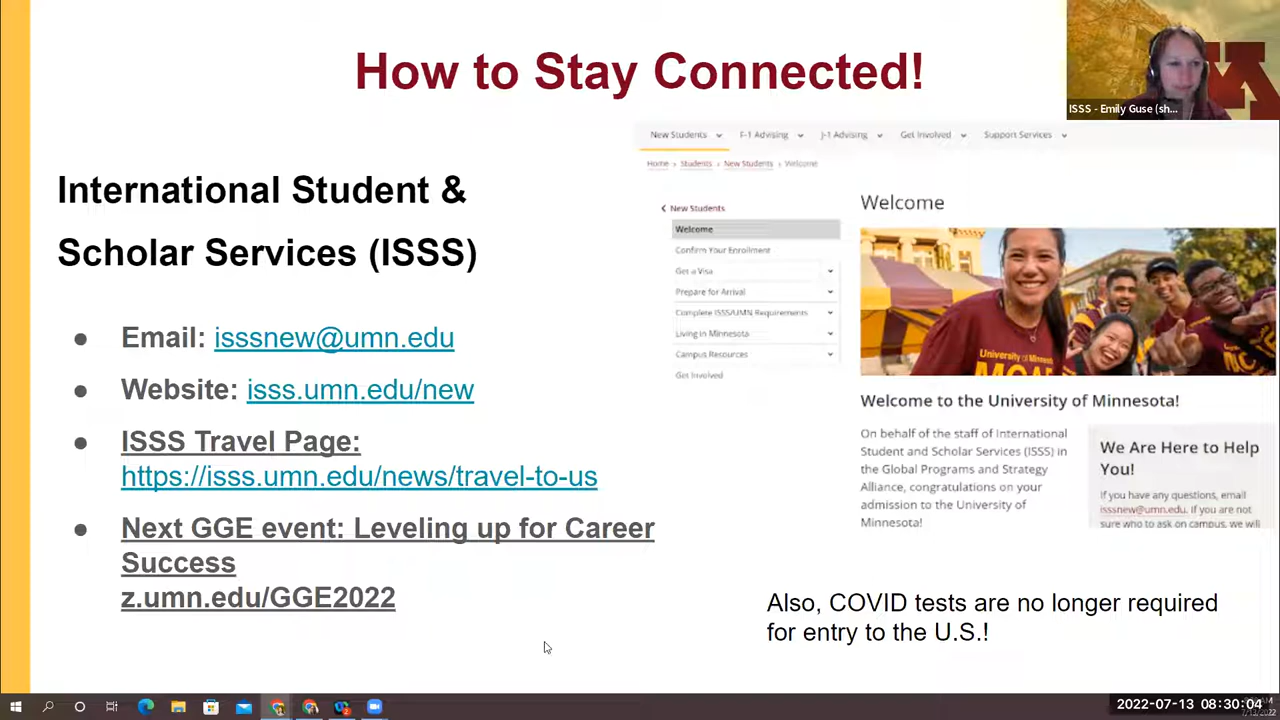 How to Stay Connected!
ISSS - Emily Guse (sh...
International Student &
Scholar Services (ISSS)
● Email: isssnew@umn.edu
● Website: isss.umn.edu/new
● ISSS Travel Page:
https://isss.umn.edu/news/travel-to-us
● Next GGE event: Leveling up for Career
Success
z.umn.edu/GGE2022
New Students F-1 Advising J-1 Advising Get Involved Support Services
Home > Students > New Students > Welcome
New Students
Welcome
Confirm Your Enrollment
Get a Visa
Prepare for Arrival
Complete ISSS/UMN Requirements
Living in Minnesota
Campus Resources
Get Involved
Welcome
University of Minnesota
Welcome to the University of Minnesota!
On behalf of the staff of International
Student and Scholar Services (ISSS) in
the Global Programs and Strategy
Alliance, congratulations on your
admission to the University of
Minnesota!
We Are Here to Help
You!
If you have any questions, email
isssnew@umn.edu. If you are not
sure who to ask on campus, we will
Also, COVID tests are no longer required
for entry to the U.S.!
2022-07-13 08:30:04